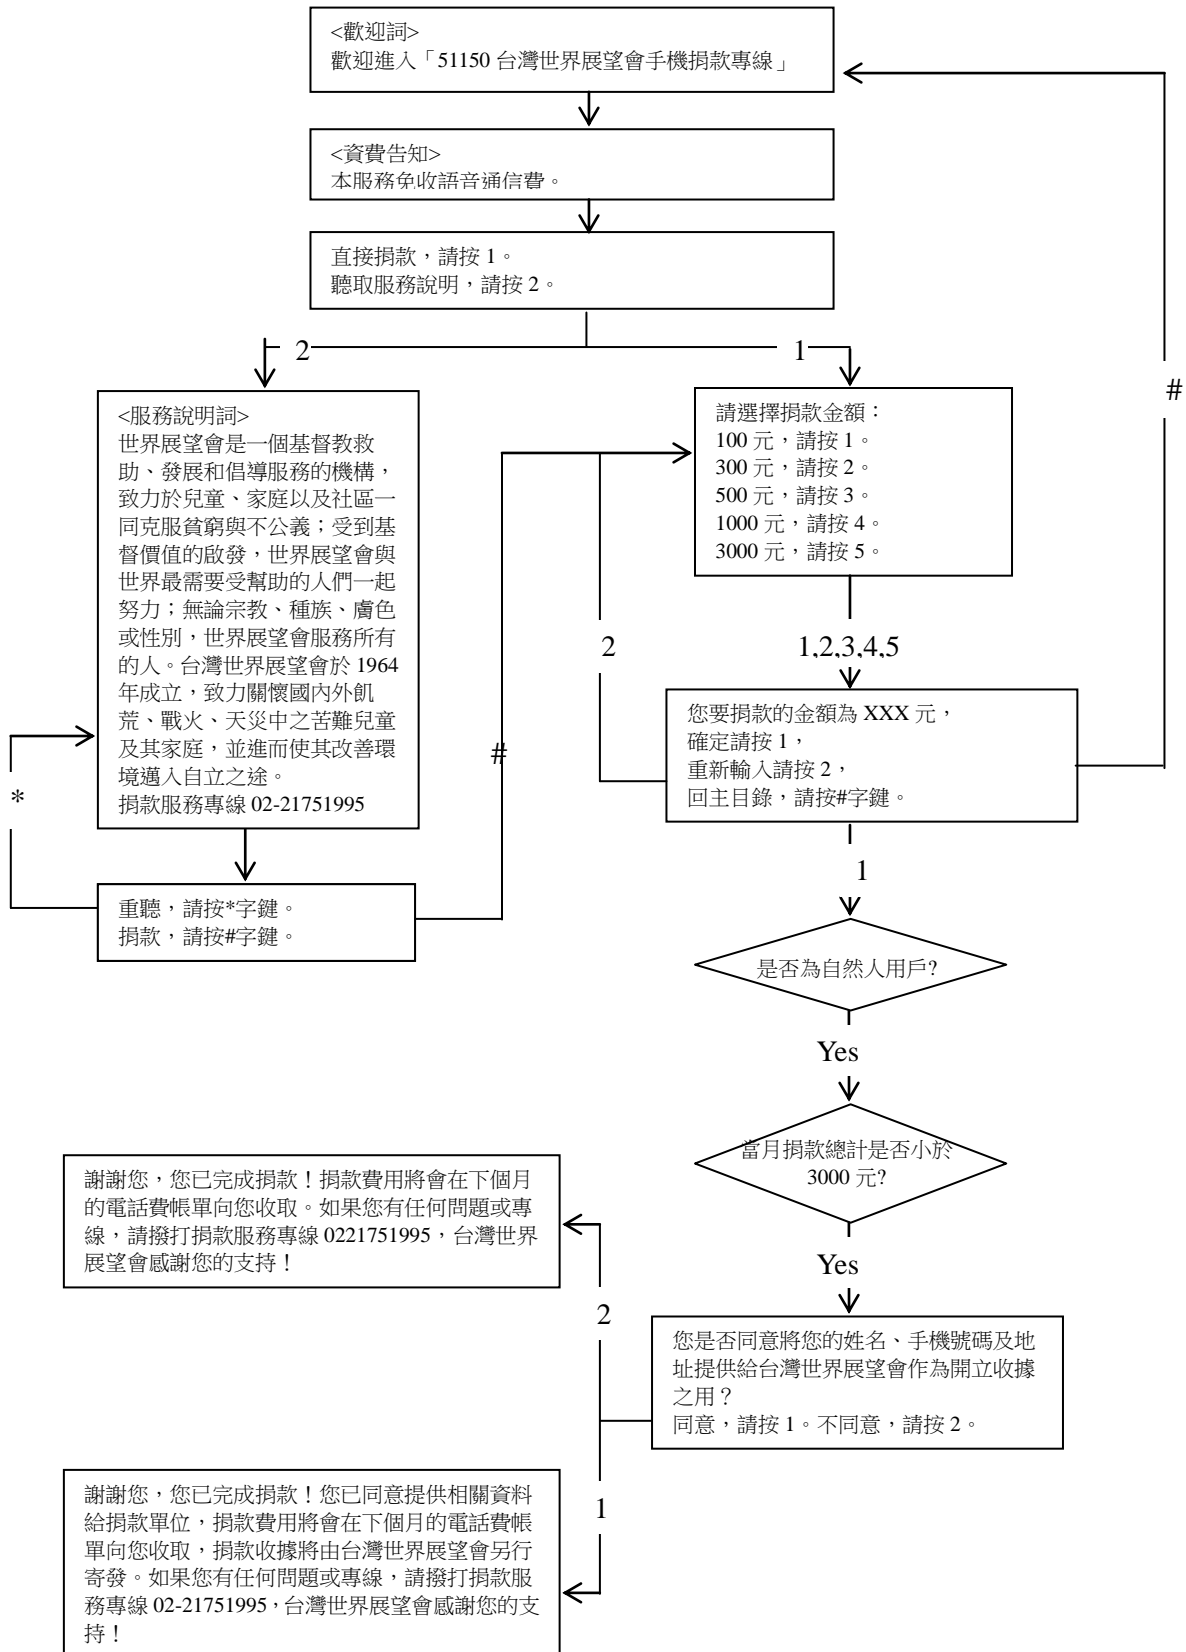 <歡迎詞>
歡迎進入「51150 台灣世界展望會手機捐款專線」
<資費告知>
本服務免收語音通信費。
直接捐款，請按 1。
聽取服務說明，請按 2。
2
1
#
<服務說明詞>
世界展望會是一個基督教救
助、發展和倡導服務的機構，
致力於兒童、家庭以及社區一
同克服貧窮與不公義；受到基
督價值的啟發，世界展望會與
世界最需要受幫助的人們一起
努力；無論宗教、種族、膚色
或性別，世界展望會服務所有
的人。台灣世界展望會於 1964
年成立，致力關懷國內外飢
荒、戰火、天災中之苦難兒童
及其家庭，並進而使其改善環
境邁入自立之途。
捐款服務專線 02-21751995
*
#
重聽，請按*字鍵。
捐款，請按#字鍵。
請選擇捐款金額：
100 元，請按 1。
300 元，請按 2。
500 元，請按 3。
1000 元，請按 4。
3000 元，請按 5。
2
1,2,3,4,5
您要捐款的金額為 XXX 元，
確定請按 1，
重新輸入請按 2，
回主目錄，請按#字鍵。
1
是否為自然人用戶?
Yes
當月捐款總計是否小於
3000 元?
Yes
您是否同意將您的姓名、手機號碼及地
址提供給台灣世界展望會作為開立收據
之用？
同意，請按 1。不同意，請按 2。
2
謝謝您，您已完成捐款！捐款費用將會在下個月
的電話費帳單向您收取。如果您有任何問題或專
線，請撥打捐款服務專線 0221751995，台灣世界
展望會感謝您的支持！
1
謝謝您，您已完成捐款！您已同意提供相關資料
給捐款單位，捐款費用將會在下個月的電話費帳
單向您收取，捐款收據將由台灣世界展望會另行
寄發。如果您有任何問題或專線，請撥打捐款服
務專線 02-21751995，台灣世界展望會感謝您的支
持！